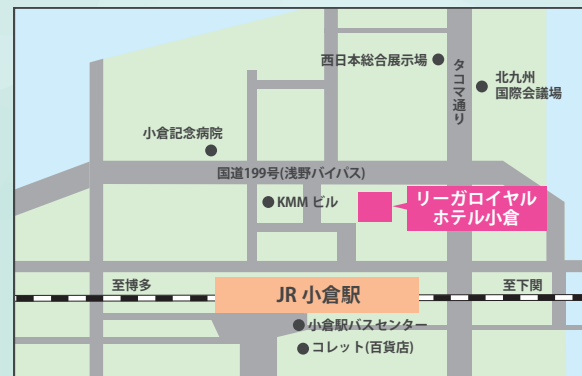 西日本総合展示場
タコマ通り
北九州
国際会議場
小倉記念病院
国道199号(浅野バイパス)
KMM ビル
リーガロイヤル
ホテル小倉
至博多
JR 小倉駅
至下関
小倉駅バスセンター
コレット(百貨店)